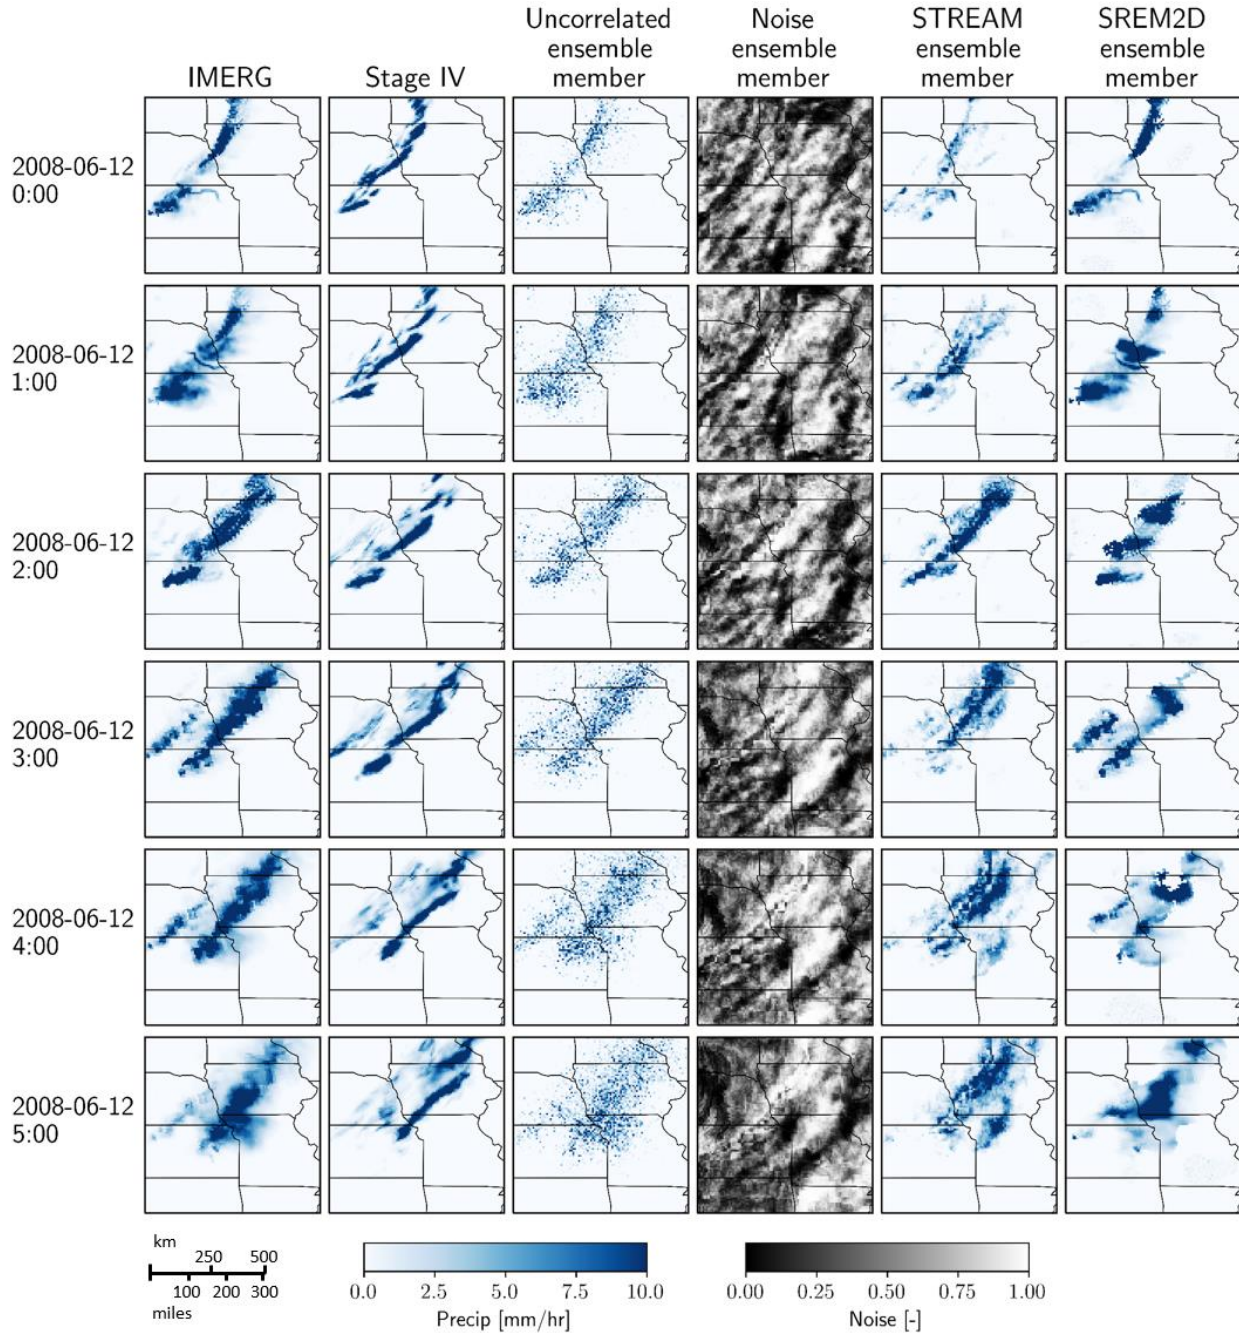 IMERG
Stage IV
Uncorrelated
ensemble
member
Noise
ensemble
member
STREAM
ensemble
member
SREM2D
ensemble
member
2008-06-12
0:00
2008-06-12
1:00
2008-06-12
2:00
2008-06-12
3:00
2008-06-12
4:00
2008-06-12
5:00
km
250 500
100 200 300
miles
0.0 2.5 5.0 7.5 10.0
Precip [mm/hr]
0.00 0.25 0.50 0.75 1.00
Noise [-]